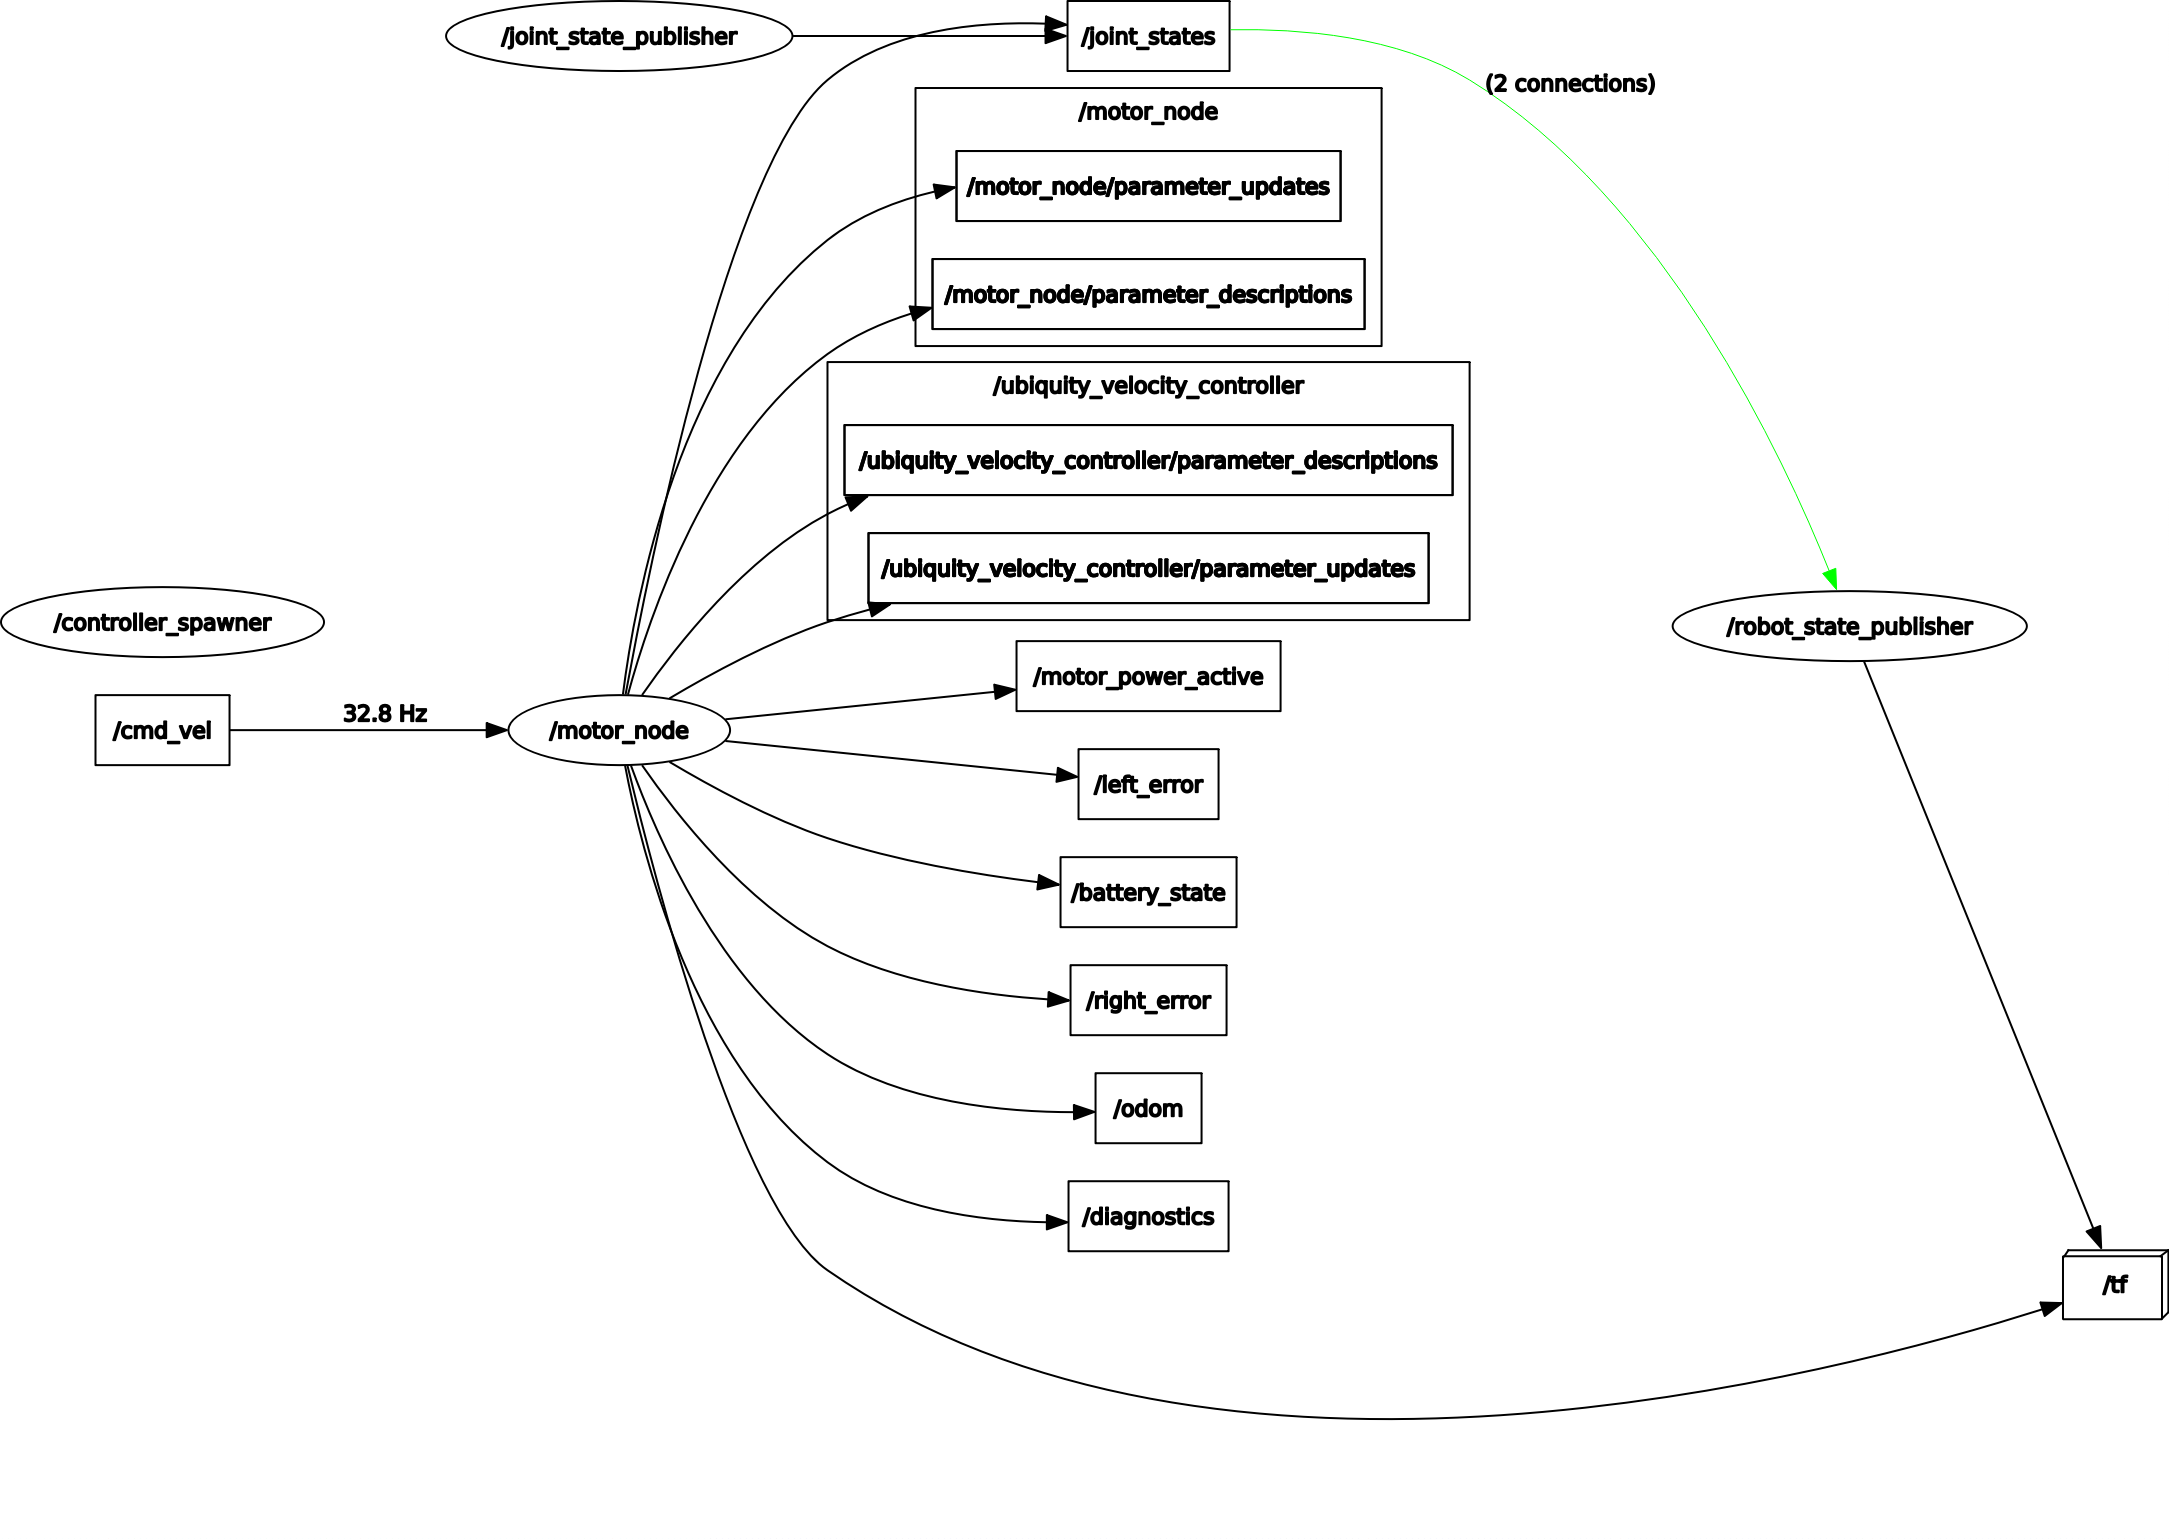 /joint_state_publisher
/joint_states
(2 connections)
/motor_node
/motor_node/parameter_updates
/motor_node/parameter_descriptions
/ubiquity_velocity_controller
/ubiquity_velocity_controller/parameter_descriptions
/ubiquity_velocity_controller/parameter_updates
/controller_spawner
/robot_state_publisher
/motor_power_active
/cmd_vel
32.8 Hz
/motor_node
/left_error
/battery_state
/right_error
/odom
/diagnostics
/tf